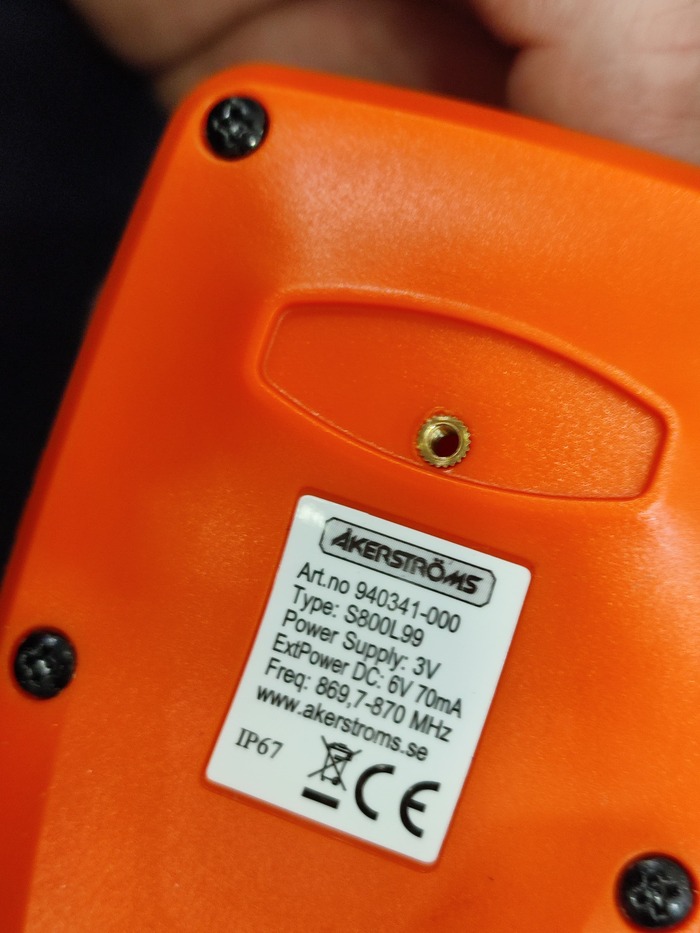 ÅKERSTRÖMS
Art.no 940341-000
Type: S800L99
Power Supply: 3V
ExtPower DC: 6V 70mA
Freq: 869,7-870 MHz
www.akerstroms.se
IP67 CE